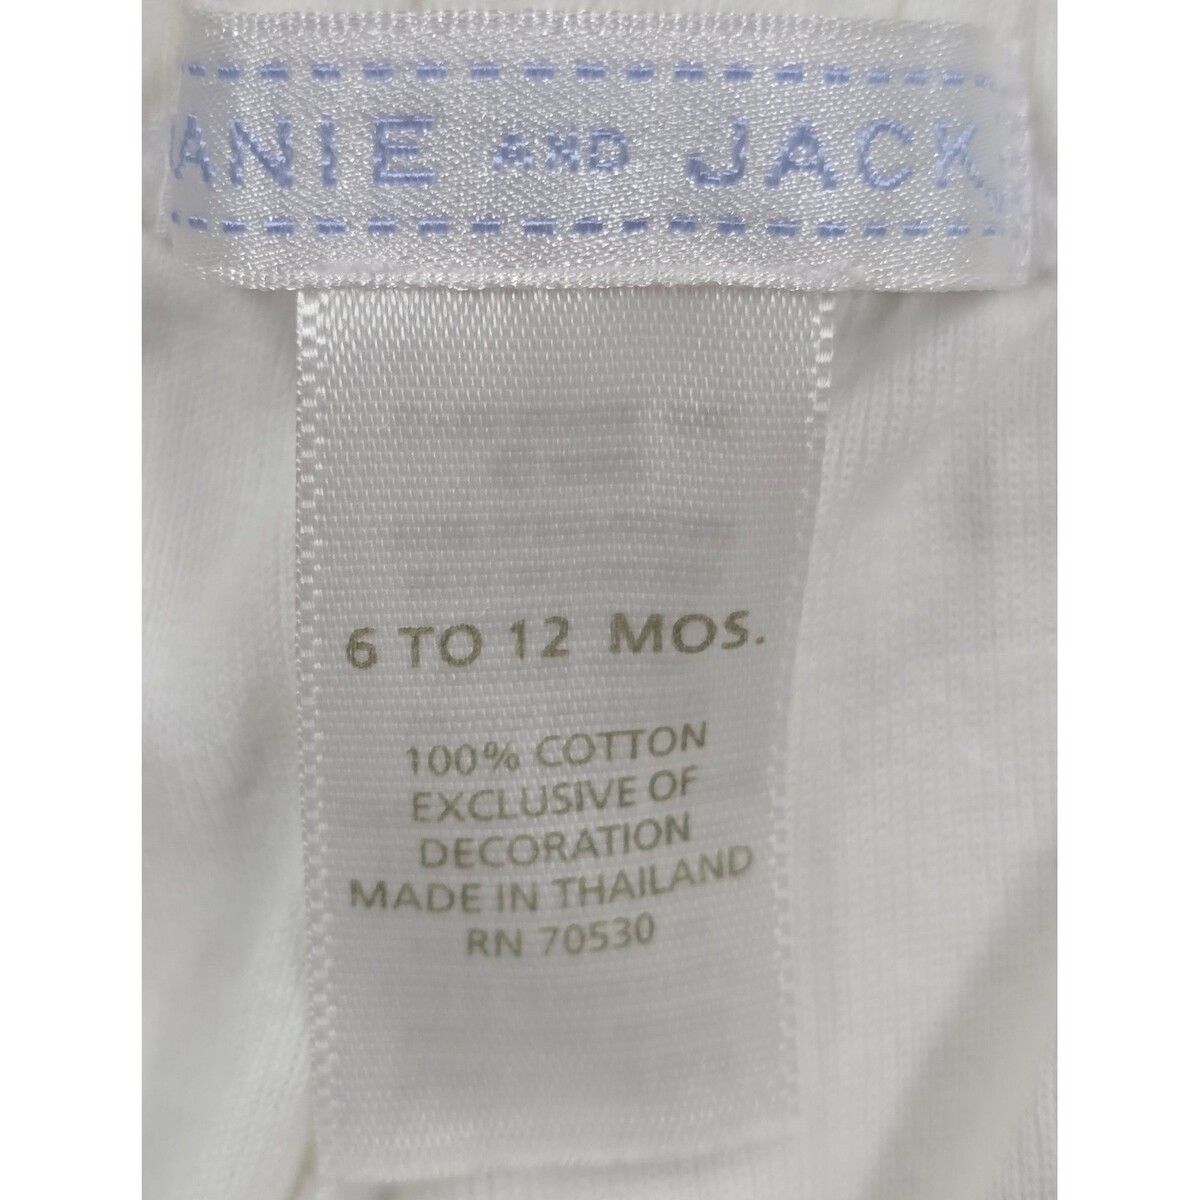 ANIE AND JACK
6 TO 12 MOS.
100% COTTON
EXCLUSIVE OF
DECORATION
MADE IN THAILAND
RN 70530